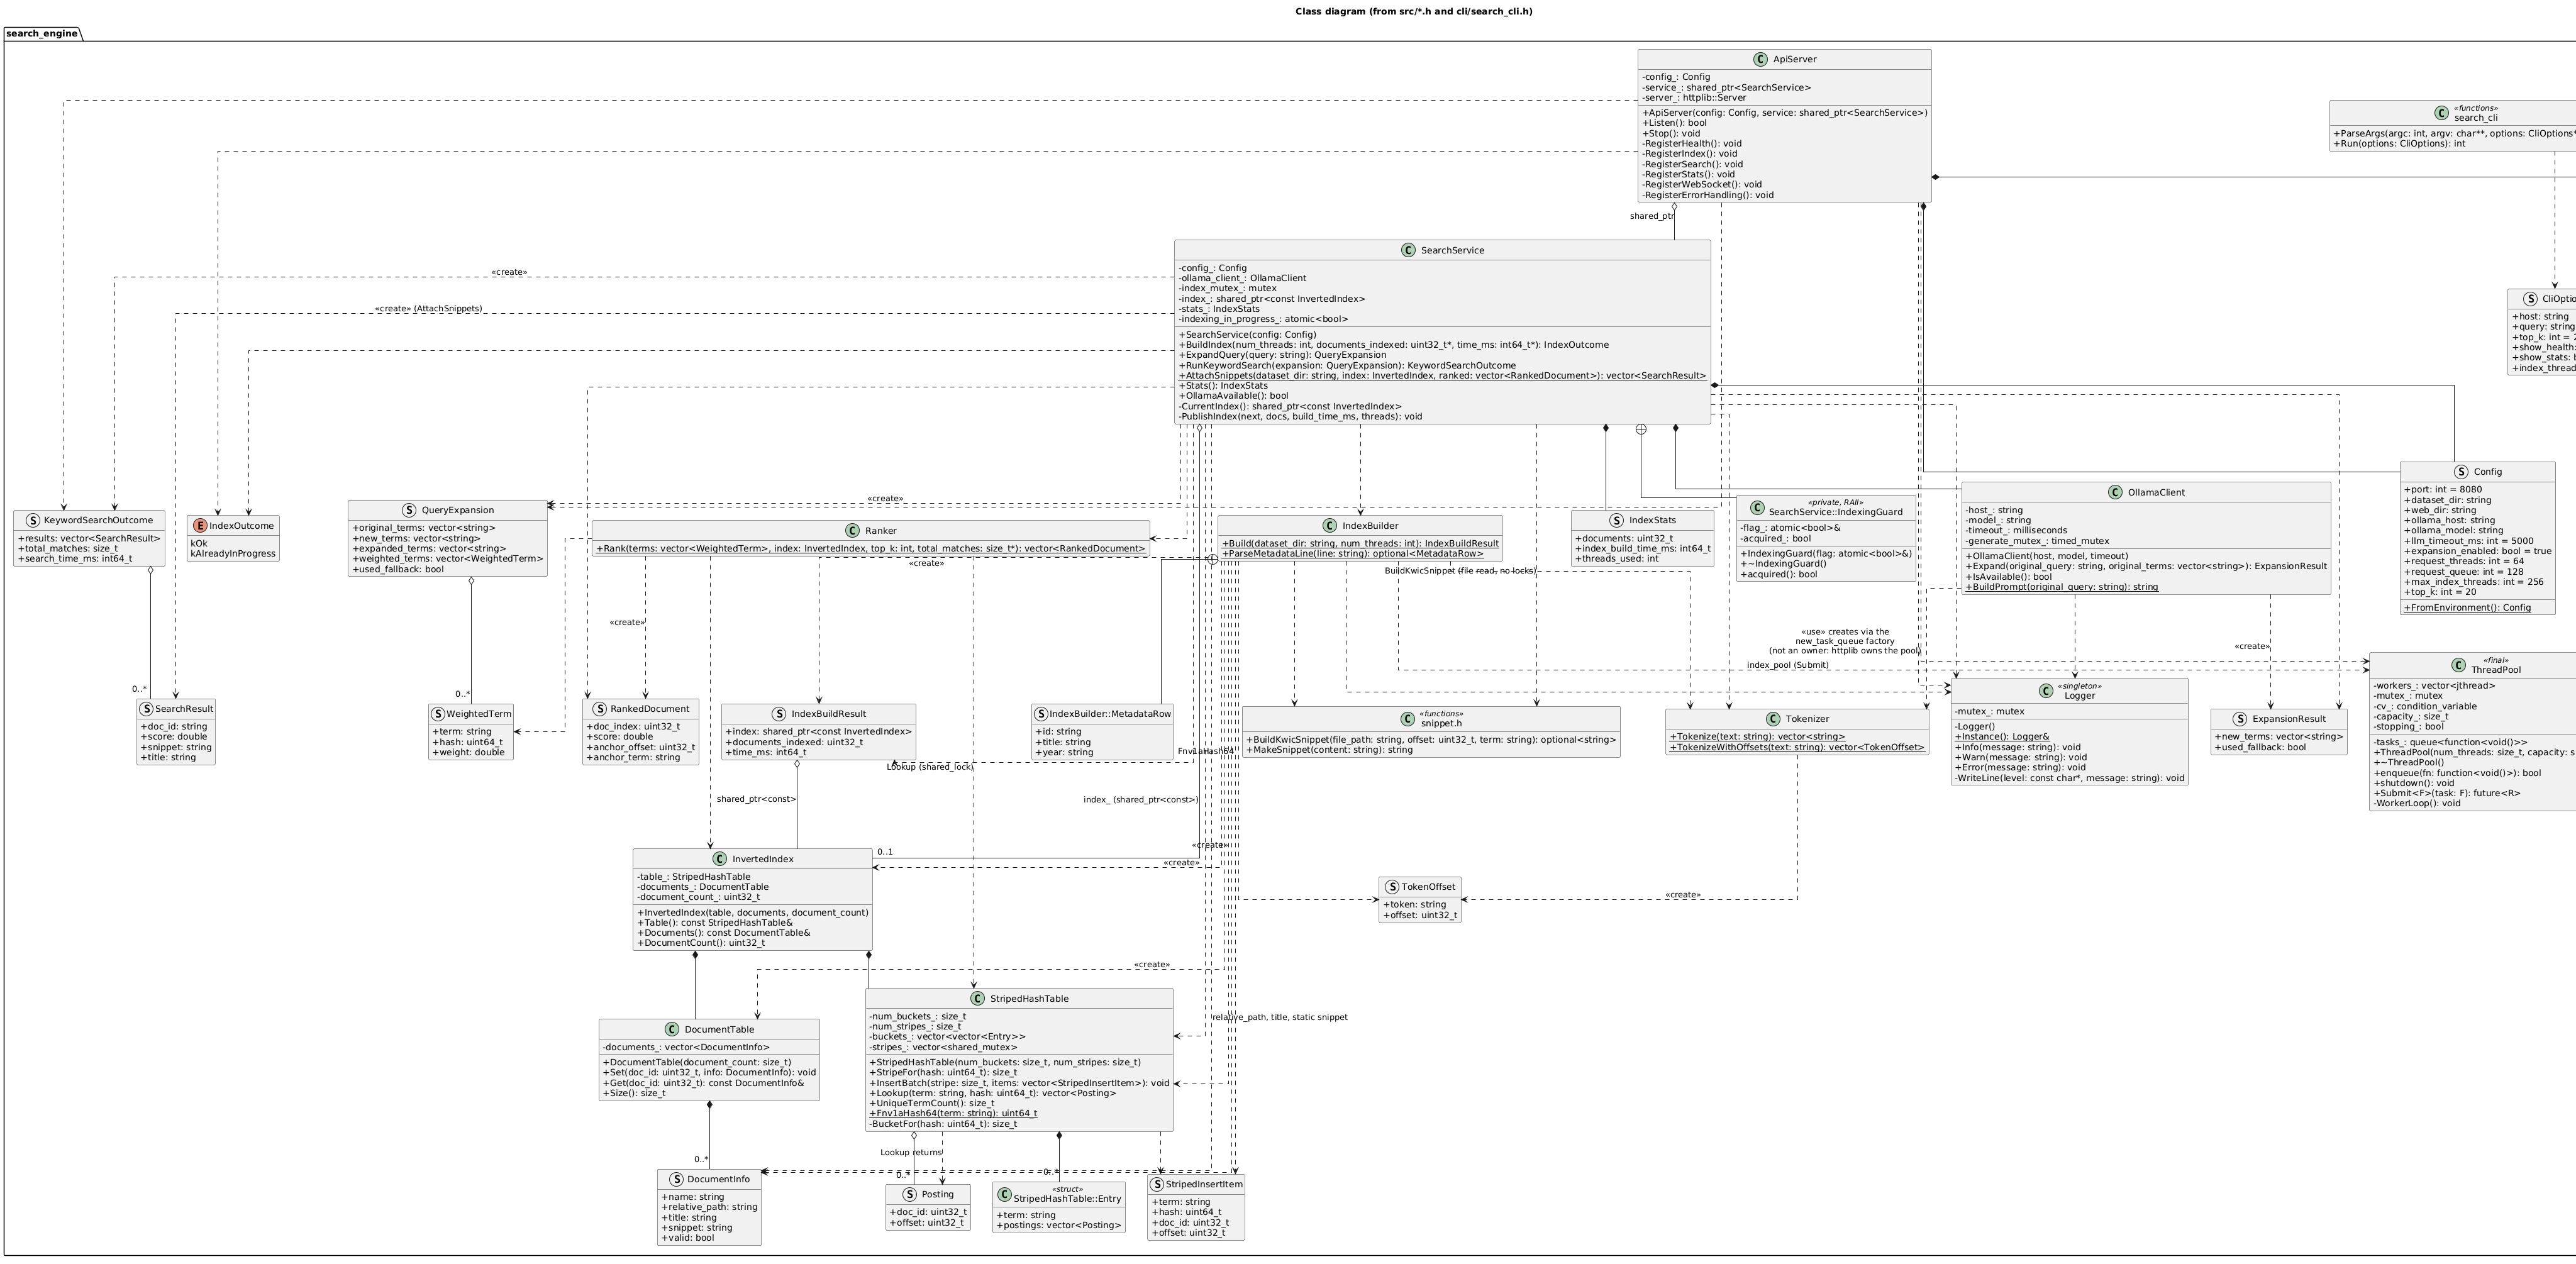 Class diagram (from src/*.h and cli/search_cli.h)
search_engine
ApiServer
-config_: Config
-service_: shared_ptr<SearchService>
-server_: httplib::Server
+ApiServer(config: Config, service: shared_ptr<SearchService>)
+Listen(): bool
+Stop(): void
-RegisterHealth(): void
-RegisterIndex(): void
-RegisterSearch(): void
-RegisterStats(): void
-RegisterWebSocket(): void
-RegisterErrorHandling(): void
«functions»
search_cli
+ParseArgs(argc: int, argv: char**, options: CliOptions*
+Run(options: CliOptions): int
shared_ptr
SearchService
-config_: Config
-ollama_client_: OllamaClient
-index_mutex_: mutex
-index_: shared_ptr<const InvertedIndex>
-stats_: IndexStats
-indexing_in_progress_: atomic<bool>
+SearchService(config: Config)
+BuildIndex(num_threads: int, documents_indexed: uint32_t*, time_ms: int64_t*): IndexOutcome
+ExpandQuery(query: string): QueryExpansion
+RunKeywordSearch(expansion: QueryExpansion): KeywordSearchOutcome
+AttachSnippets(dataset_dir: string, index: InvertedIndex, ranked: vector<RankedDocument>): vector<SearchResult>
+Stats(): IndexStats
+OllamaAvailable(): bool
-CurrentIndex(): shared_ptr<const InvertedIndex>
-PublishIndex(next, docs, build_time_ms, threads): void
«create»
«create» (AttachSnippets)
CliOptio
+host: string
+query: string
+top_k: int = 2
+show_health:
+show_stats: b
+index_thread
KeywordSearchOutcome
+results: vector<SearchResult>
+total_matches: size_t
+search_time_ms: int64_t
IndexOutcome
kOk
kAlreadyInProgress
QueryExpansion
+original_terms: vector<string>
+new_terms: vector<string>
+expanded_terms: vector<string>
+weighted_terms: vector<WeightedTerm>
+used_fallback: bool
«create»
Ranker
+Rank(terms: vector<WeightedTerm>, index: InvertedIndex, top_k: int, total_matches: size_t*): vector<RankedDocument>
IndexBuilder
+Build(dataset_dir: string, num_threads: int): IndexBuildResult
+ParseMetadataLine(line: string): optional<MetadataRow>
IndexStats
+documents: uint32_t
+index_build_time_ms: int64_t
+threads_used: int
«private, RAII»
SearchService::IndexingGuard
-flag_: atomic<bool>&
-acquired_: bool
+IndexingGuard(flag: atomic<bool>&)
+~IndexingGuard()
+acquired(): bool
OllamaClient
-host_: string
-model_: string
-timeout_: milliseconds
-generate_mutex_: timed_mutex
+OllamaClient(host, model, timeout)
+Expand(original_query: string, original_terms: vector<string>): ExpansionResult
+IsAvailable(): bool
+BuildPrompt(original_query: string): string
Config
+port: int = 8080
+dataset_dir: string
+web_dir: string
+ollama_host: string
+ollama_model: string
+llm_timeout_ms: int = 5000
+expansion_enabled: bool = true
+request_threads: int = 64
+request_queue: int = 128
+max_index_threads: int = 256
+top_k: int = 20
+FromEnvironment(): Config
«create»
BuildKwicSnippet (file read, no locks)
«create»
«use» creates via the
new_task_queue factory
(not an owner: httplib owns the pool)
index_pool (Submit)
«create»
0..*
SearchResult
+doc_id: string
+score: double
+snippet: string
+title: string
0..*
WeightedTerm
+term: string
+hash: uint64_t
+weight: double
RankedDocument
+doc_index: uint32_t
+score: double
+anchor_offset: uint32_t
+anchor_term: string
IndexBuildResult
+index: shared_ptr<const InvertedIndex>
+documents_indexed: uint32_t
+time_ms: int64_t
IndexBuilder::MetadataRow
+id: string
+title: string
+year: string
«functions»
snippet.h
+BuildKwicSnippet(file_path: string, offset: uint32_t, term: string): optional<string>
+MakeSnippet(content: string): string
Tokenizer
+Tokenize(text: string): vector<string>
+TokenizeWithOffsets(text: string): vector<TokenOffset>
«singleton»
Logger
-mutex_: mutex
-Logger()
+Instance(): Logger&
+Info(message: string): void
+Warn(message: string): void
+Error(message: string): void
-WriteLine(level: const char*, message: string): void
ExpansionResult
+new_terms: vector<string>
+used_fallback: bool
«final»
ThreadPool
-workers_: vector<jthread>
-mutex_: mutex
-cv_: condition_variable
-capacity_: size_t
-stopping_: bool
-tasks_: queue<function<void()>>
+ThreadPool(num_threads: size_t, capacity: s
+~ThreadPool()
+enqueue(fn: function<void()>): bool
+shutdown(): void
+Submit<F>(task: F): future<R>
-WorkerLoop(): void
Fnv1aHash64
Lookup (shared_lock)
shared_ptr<const>
index_ (shared_ptr<const>)
«create»
0..1
«create»
InvertedIndex
-table_: StripedHashTable
-documents_: DocumentTable
-document_count_: uint32_t
+InvertedIndex(table, documents, document_count)
+Table(): const StripedHashTable&
+Documents(): const DocumentTable&
+DocumentCount(): uint32_t
TokenOffset
+token: string
+offset: uint32_t
«create»
«create»
StripedHashTable
-num_buckets_: size_t
-num_stripes_: size_t
-buckets_: vector<vector<Entry>>
-stripes_: vector<shared_mutex>
+StripedHashTable(num_buckets: size_t, num_stripes: size_t)
+StripeFor(hash: uint64_t): size_t
+InsertBatch(stripe: size_t, items: vector<StripedInsertItem>): void
+Lookup(term: string, hash: uint64_t): vector<Posting>
+UniqueTermCount(): size_t
+Fnv1aHash64(term: string): uint64_t
-BucketFor(hash: uint64_t): size_t
relative_path, title, static snippet
DocumentTable
-documents_: vector<DocumentInfo>
+DocumentTable(document_count: size_t)
+Set(doc_id: uint32_t, info: DocumentInfo): void
+Get(doc_id: uint32_t): const DocumentInfo&
+Size(): size_t
Lookup returns
0..*
0..*
0..*
DocumentInfo
+name: string
+relative_path: string
+title: string
+snippet: string
+valid: bool
Posting
+doc_id: uint32_t
+offset: uint32_t
«struct»
StripedHashTable::Entry
+term: string
+postings: vector<Posting>
StripedInsertItem
+term: string
+hash: uint64_t
+doc_id: uint32_t
+offset: uint32_t